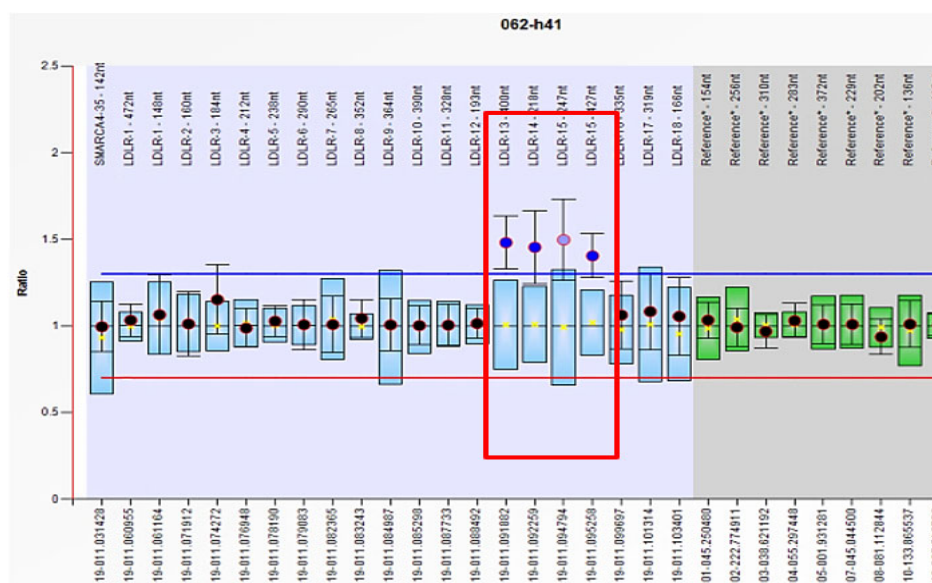 062-h41
2.5
2
1.5
1
0.5
0
Ratio
SMARCA4-35 - 142nt
LDLR-1 - 472nt
LDLR-1 - 148nt
LDLR-2 - 160nt
LDLR-3 - 184nt
LDLR-4 - 212nt
LDLR-5 - 238nt
LDLR-6 - 290nt
LDLR-7 - 265nt
LDLR-8 - 352nt
LDLR-9 - 364nt
LDLR-10 - 390nt
LDLR-11 - 328nt
LDLR-12 - 193nt
LDLR-13 - 400nt
LDLR-14 - 218nt
LDLR-15 - 247nt
LDLR-15 - 427nt
LDLR-17 - 319nt
LDLR-18 - 166nt
Reference* - 154nt
Reference* - 256nt
Reference* - 310nt
Reference* - 283nt
Reference* - 372nt
Reference* - 229nt
Reference* - 202nt
Reference* - 136nt
19-011.031428
19-011.060955
19-011.061164
19-011.071912
19-011.074272
19-011.076948
19-011.078190
19-011.079083
19-011.082365
19-011.083243
19-011.084987
19-011.085298
19-011.087733
19-011.088492
19-011.091882
19-011.092259
19-011.094794
19-011.095258
19-011.099697
19-011.101314
19-011.103401
01-045.250480
02-222.774911
03-038.621192
04-055.297448
05-001.931281
07-045.044500
08-081.112844
10-133.865537